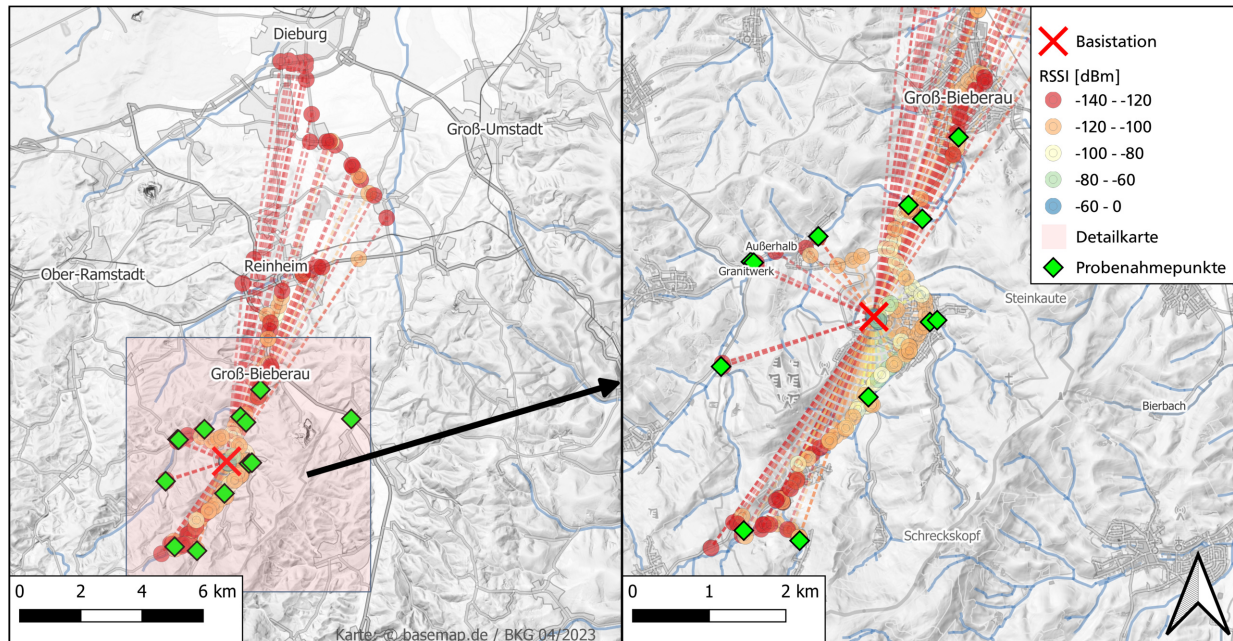 Dieburg
Groß-Umstadt
Ober-Ramstadt
Reinheim
Groß-Bieberau
0 2 4 6 km
Karte: © basemap.de / BKG 04/2023
Groß-Bieberau
Außerhalb
Granitwerk
Steinkaute
Bierbach
Schreckskopf
0 1 2 km
Basistation
RSSI [dBm]
-140 - -120
-120 - -100
-100 - -80
-80 - -60
-60 - 0
Detailkarte
Probenahmepunkte